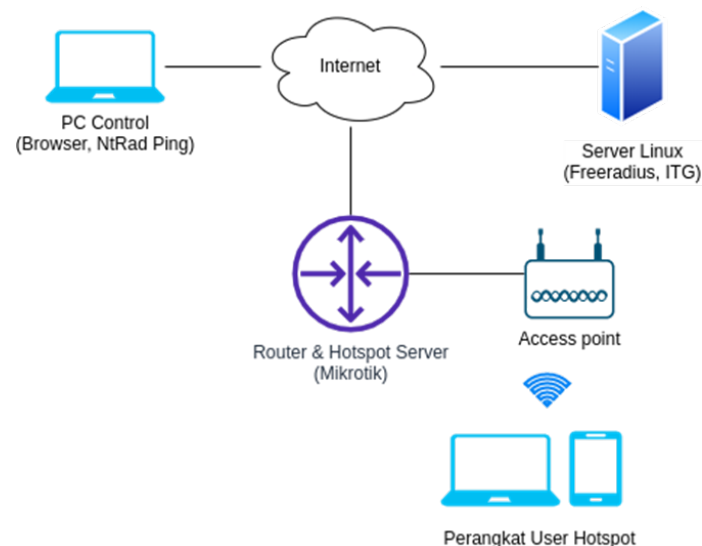 Internet
PC Control
(Browser, NtRad Ping)
Server Linux
(Freeradius, ITG)
Router & Hotspot Server
(Mikrotik)
Access point
Perangkat User Hotspot